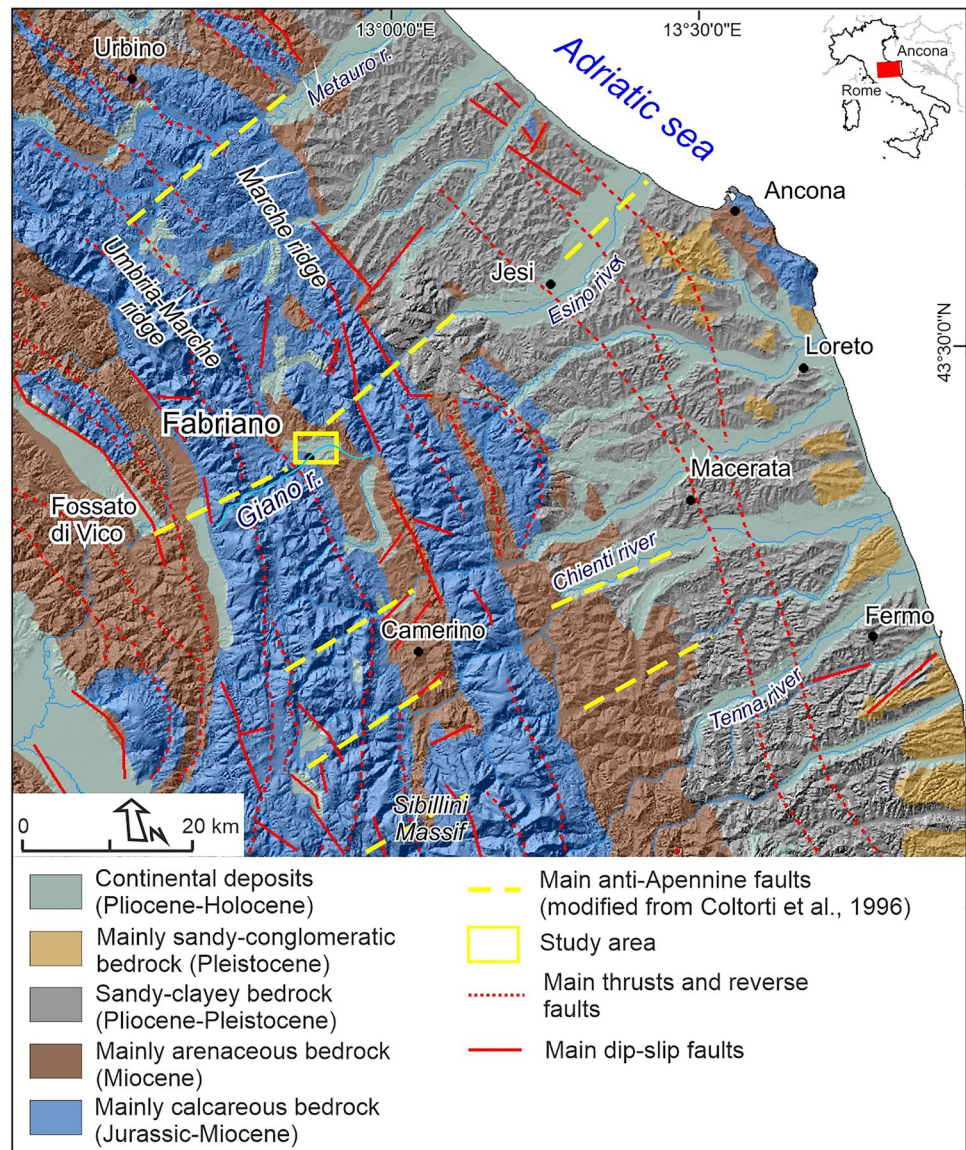 13°00'0"E
13°30'0"E
Urbino
Metauro r.
Adriatic sea
Ancona
Rome
Ancona
Marche ridge
Umbria-Marche
ridge
Jesi
Esino river
43°30'0"N
Loreto
Fabriano
Giano r.
Fossato
di Vico
Macerata
Chienti river
Camerino
Fermo
Tenna river
Sibillini
Massif
N
0 20 km
Continental deposits
(Pliocene-Holocene)
Mainly sandy-conglomeratic
bedrock (Pleistocene)
Sandy-clayey bedrock
(Pliocene-Pleistocene)
Mainly arenaceous bedrock
(Miocene)
Mainly calcareous bedrock
(Jurassic-Miocene)
Main anti-Apennine faults
(modified from Coltorti et al., 1996)
Study area
Main thrusts and reverse
faults
Main dip-slip faults